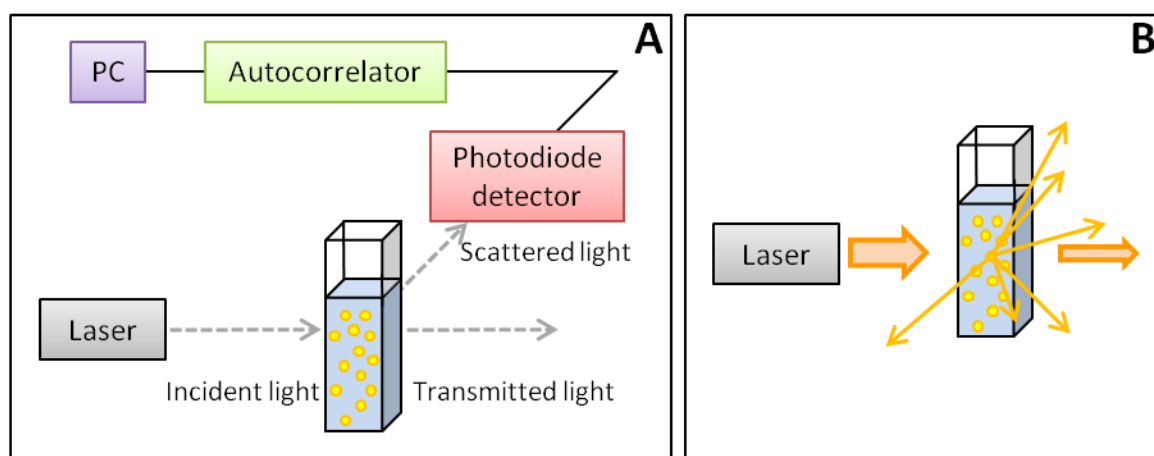 A
PC
Autocorrelator
Photodiode
detector
Scattered light
Laser
Incident light
Transmitted light
B
Laser